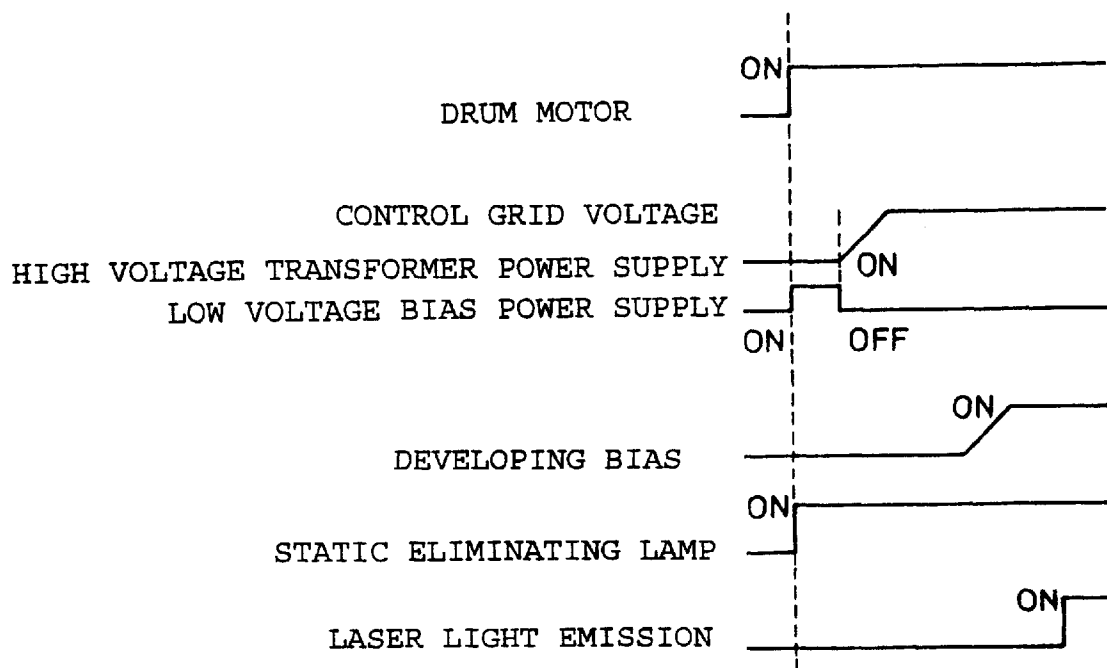 ON
DRUM MOTOR
CONTROL GRID VOLTAGE
HIGH VOLTAGE TRANSFORMER POWER SUPPLY ON
LOW VOLTAGE BIAS POWER SUPPLY
ON OFF
ON
DEVELOPING BIAS
ON
STATIC ELIMINATING LAMP
ON
LASER LIGHT EMISSION